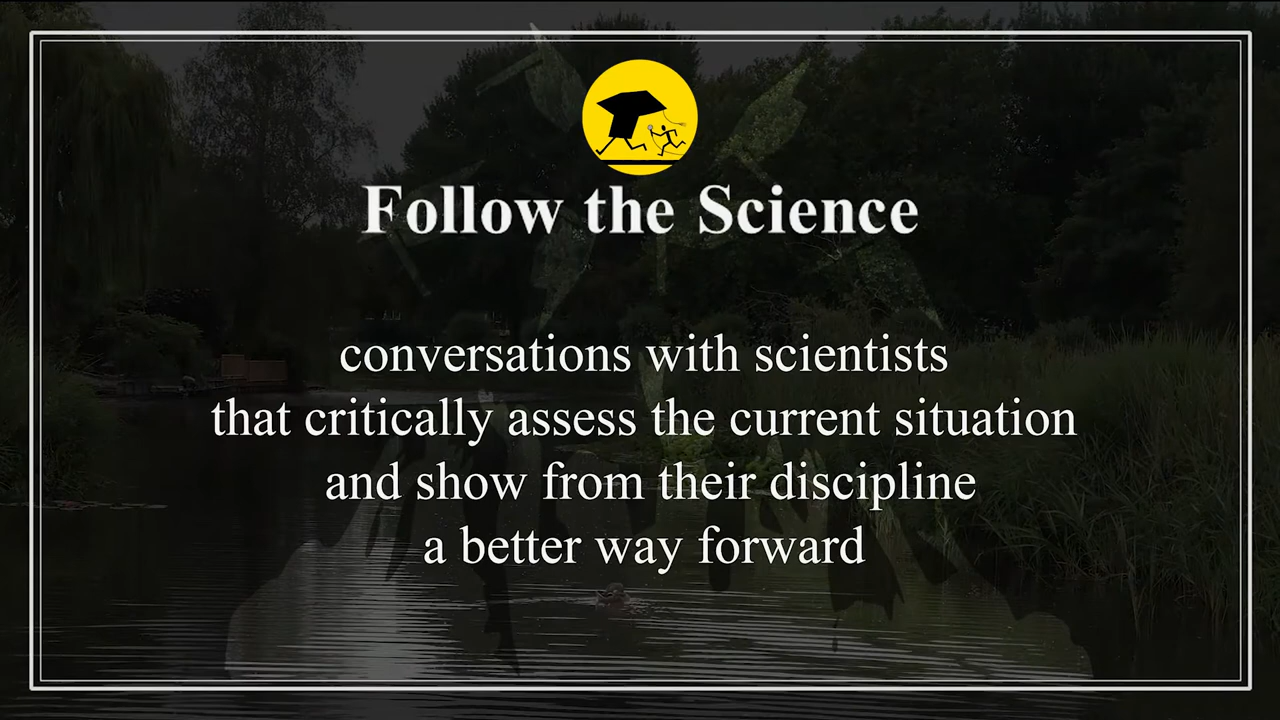 Follow the Science
conversations with scientists
that critically assess the current situation
and show from their discipline
a better way forward